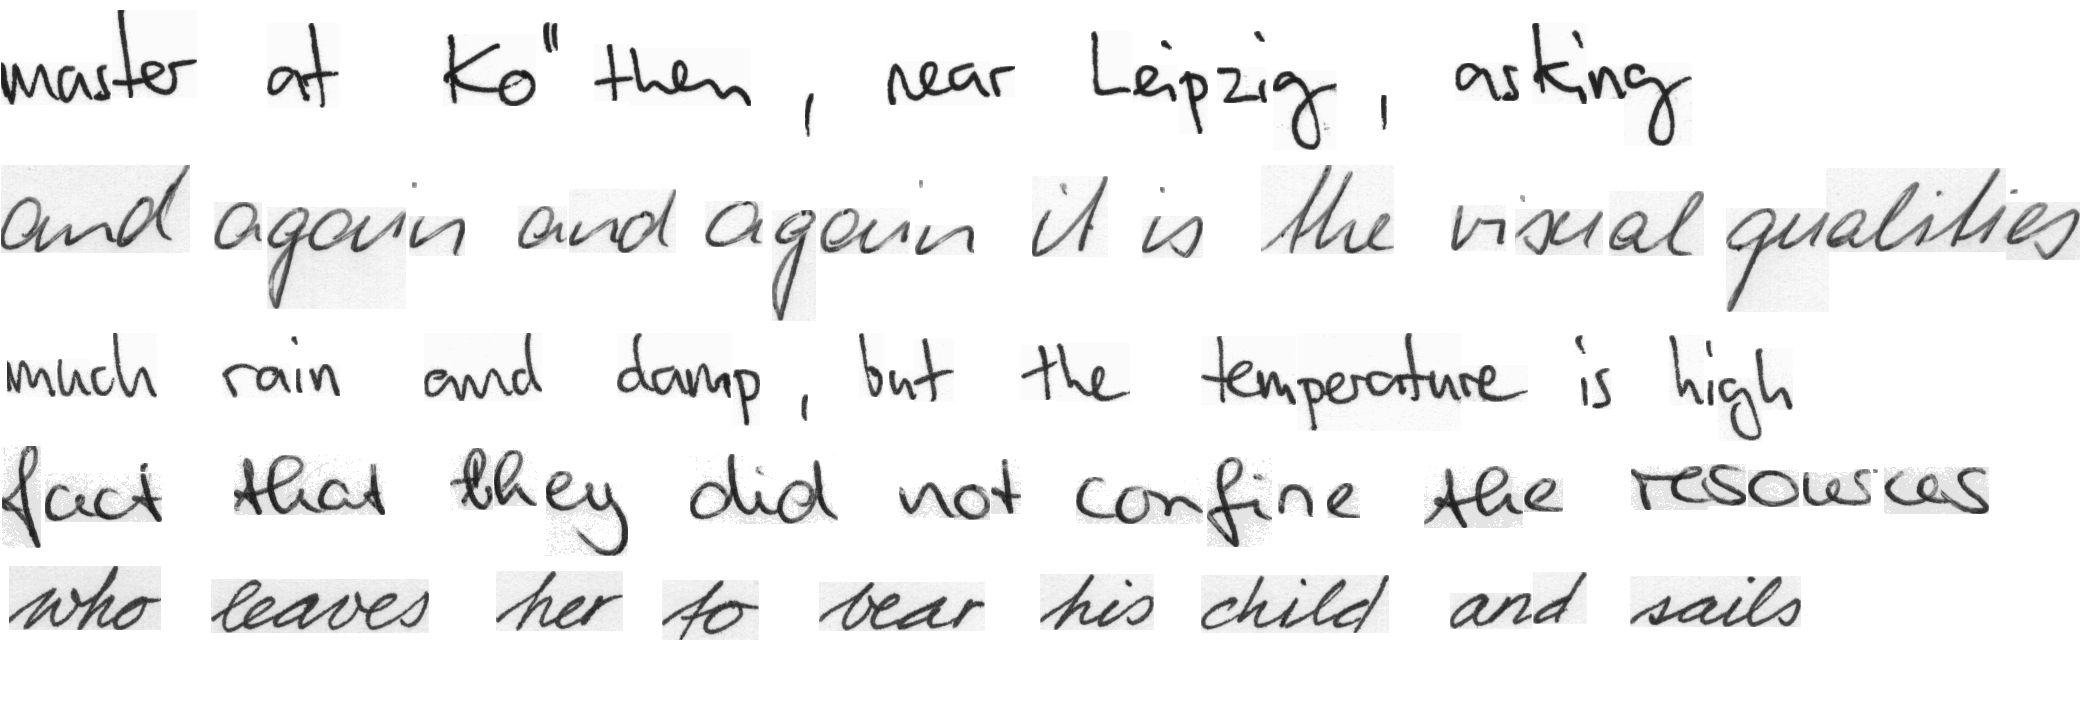 master at Ko" then , near Leipzig , asking
and again and again it is the visual qualities
much rain and damp , but the temperature is high
fact that they did not confine the resources
who leaves her to bear his child and sails